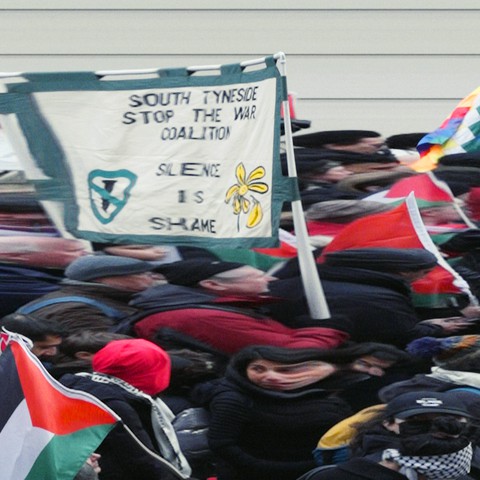 SOUTH TYNESIDE
STOP THE WAR
COALITION
SILENCE
IS
SHAME